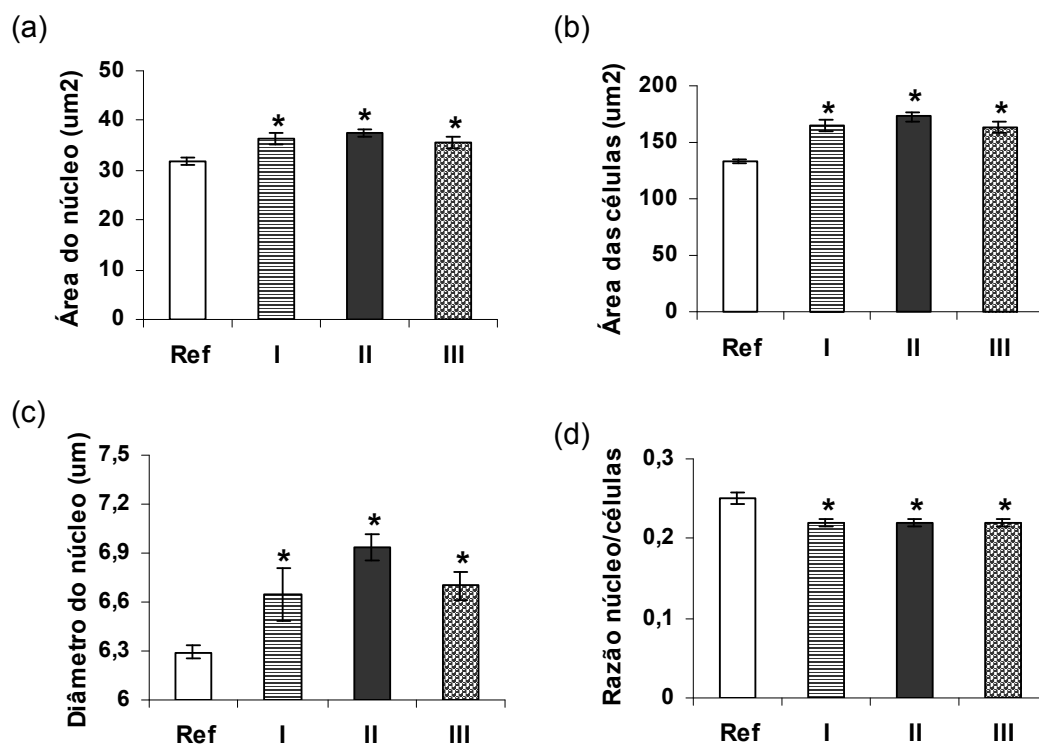 (a)
Área do núcleo (um2)
50
40
30
20
10
0
*
*
*
Ref I II III
(b)
Área das células (um2)
200
150
100
50
0
*
*
*
Ref I II III
(c)
Diâmetro do núcleo (um)
7,5
7,2
6,9
6,6
6,3
6
*
*
*
Ref I II III
(d)
Razão núcleo/células
0,3
0,2
0,1
0
* * *
Ref I II III